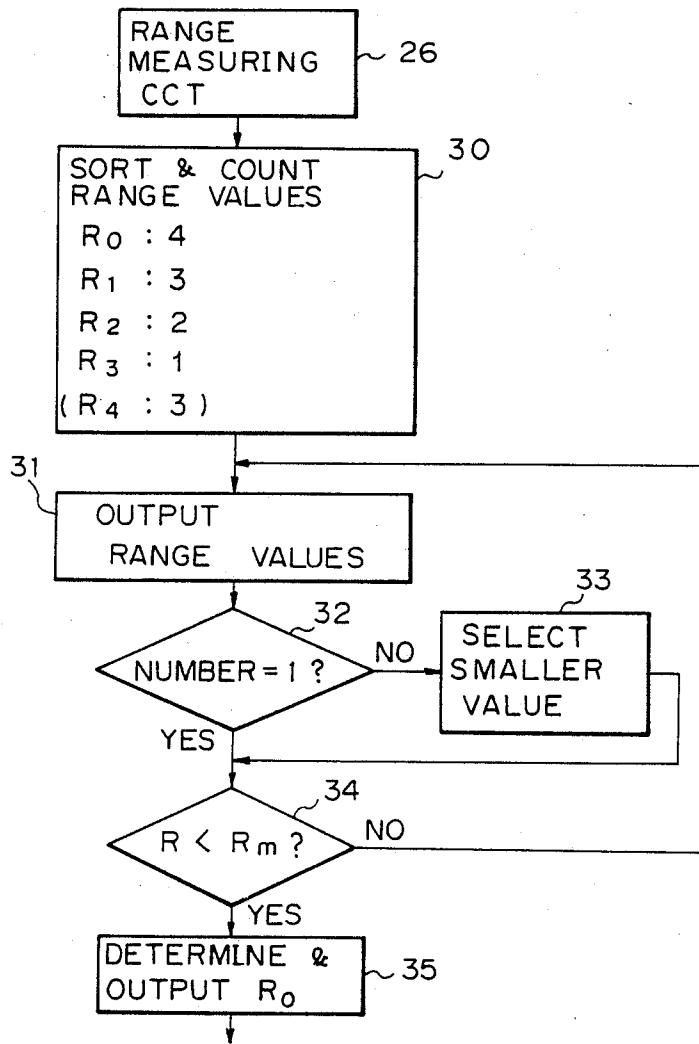 RANGE
MEASURING
CCT
26
SORT & COUNT
RANGE VALUES
R0 : 4
R1 : 3
R2 : 2
R3 : 1
(R4 : 3)
30
31
OUTPUT
RANGE VALUES
32
NUMBER = 1 ?
NO
YES
33
SELECT
SMALLER
VALUE
34
R < Rm ?
NO
YES
DETERMINE &
OUTPUT R0
35